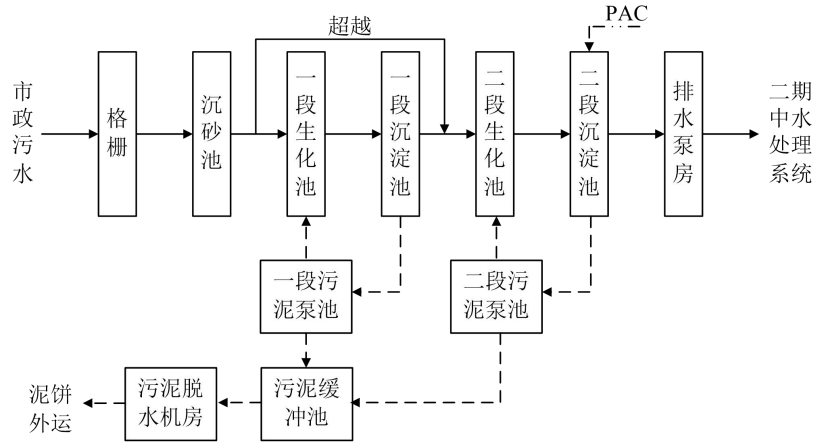 PAC
超越
市政污水
格栅
沉砂池
一段生化池
一段沉淀池
二段生化池
二段沉淀池
排水泵房
二期
中水
处理
系统
一段污
泥泵池
二段污
泥泵池
泥饼
外运
污泥脱
水机房
污泥缓
冲池